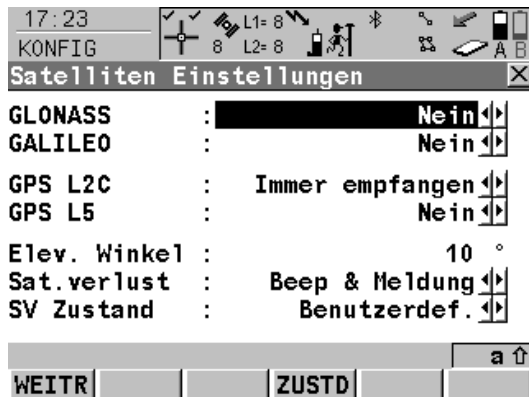 17:23
KONFIG
8
L1= 8
L2= 8
A B
Satelliten Einstellungen
GLONASS : Nein
GALILEO : Nein
GPS L2C : Immer empfangen
GPS L5 : Nein
Elev. Winkel : 10 °
Sat.verlust : Beep & Meldung
SV Zustand : Benutzerdef.
a
WEITR ZUSTD